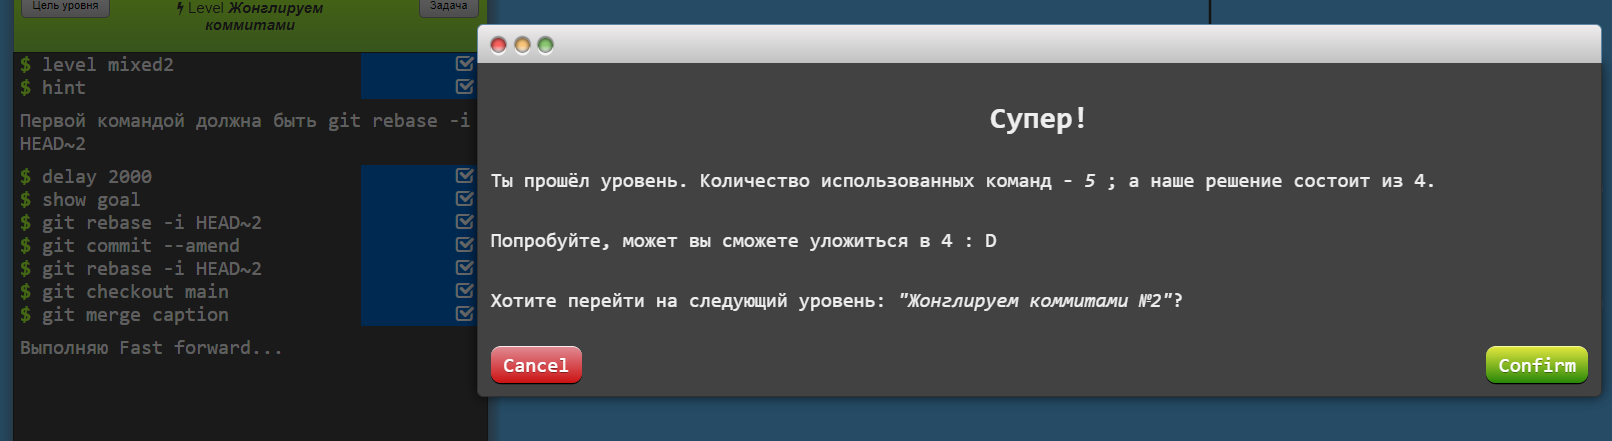 Цель уровня
Level Жонглируем
коммитами
Задача
$ level mixed2
$ hint
Первой командой должна быть git rebase -i
HEAD~2
$ delay 2000
$ show goal
$ git rebase -i HEAD~2
$ git commit --amend
$ git rebase -i HEAD~2
$ git checkout main
$ git merge caption
Выполняю Fast forward...
Супер!
Ты прошёл уровень. Количество использованных команд - 5 ; а наше решение состоит из 4.
Попробуйте, может вы сможете уложиться в 4 : D
Хотите перейти на следующий уровень: "Жонглируем коммитами №2"?
Cancel
Confirm